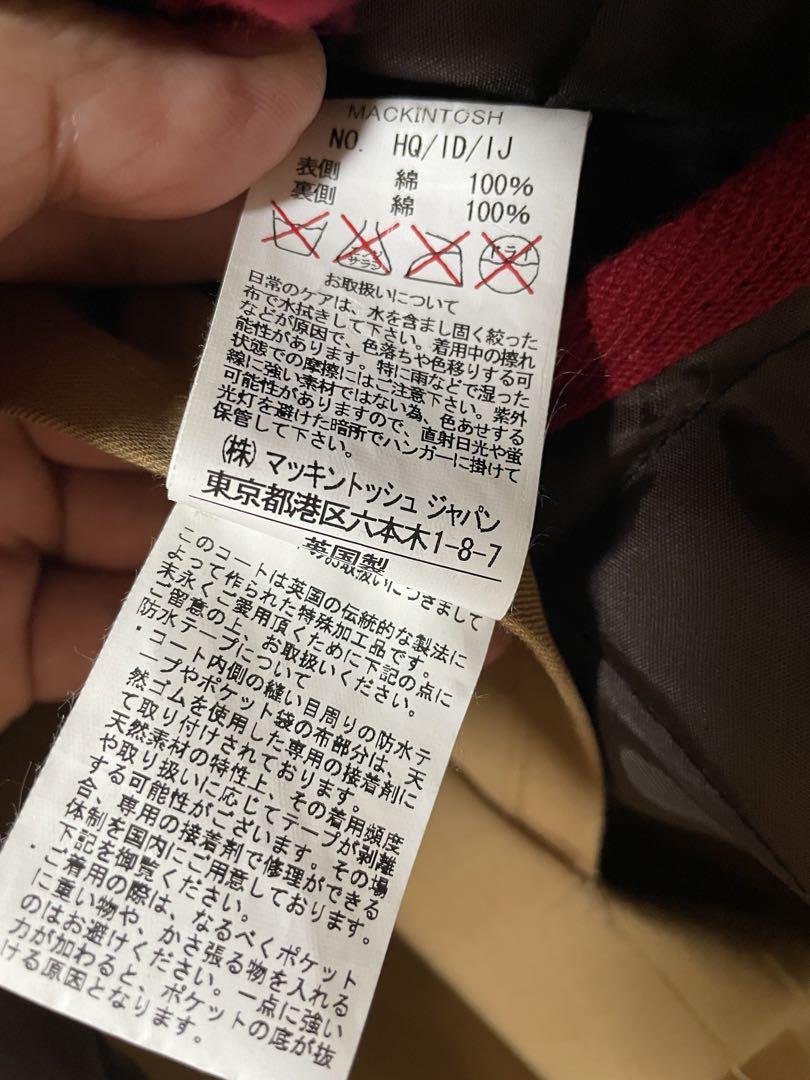 MACKINTOSH
NO. HQ/ID/IJ
表側 綿 100%
裏側 綿 100%
エンソ サラシ ドライ
お取扱いについて
日常のケアは、水を含まし固く絞った
布で水拭きして下さい。着用中の擦れ
などが原因で、色落ちや色移りする可
能性があります。特に雨などで湿った
状態での摩擦にはご注意下さい。紫外
線に強い素材ではない為、色あせする
可能性がありますので、直射日光や蛍
光灯を避けた暗所でハンガーに掛けて
保管して下さい。
(株) マッキントッシュ ジャパン
東京都港区六本木1-8-7
英国製
お取扱いにつきまして
このコートは英国の伝統的な製法に
よって作られた特殊加工品です。
末永くご愛用頂くために下記の点に
ご留意の上、お取扱いください。
防水テープについて
・コート内側の縫い目周りの防水テ
ープやポケット袋の布部分は、天
然ゴムを使用した専用の接着剤に
て取り付けされております。
天然素材の特性上、その着用頻度
や取り扱いに応じてテープが剥離
する可能性がございます。その場
合、専用の接着剤で修理ができる
体制を国内にご用意しております。
下記を御覧ください。
・ご着用の際は、なるべくポケット
に重い物や、かさ張る物を入れる
のはお避けください。一点に強い
力が加わると、ポケットの底が抜
ける原因となります。